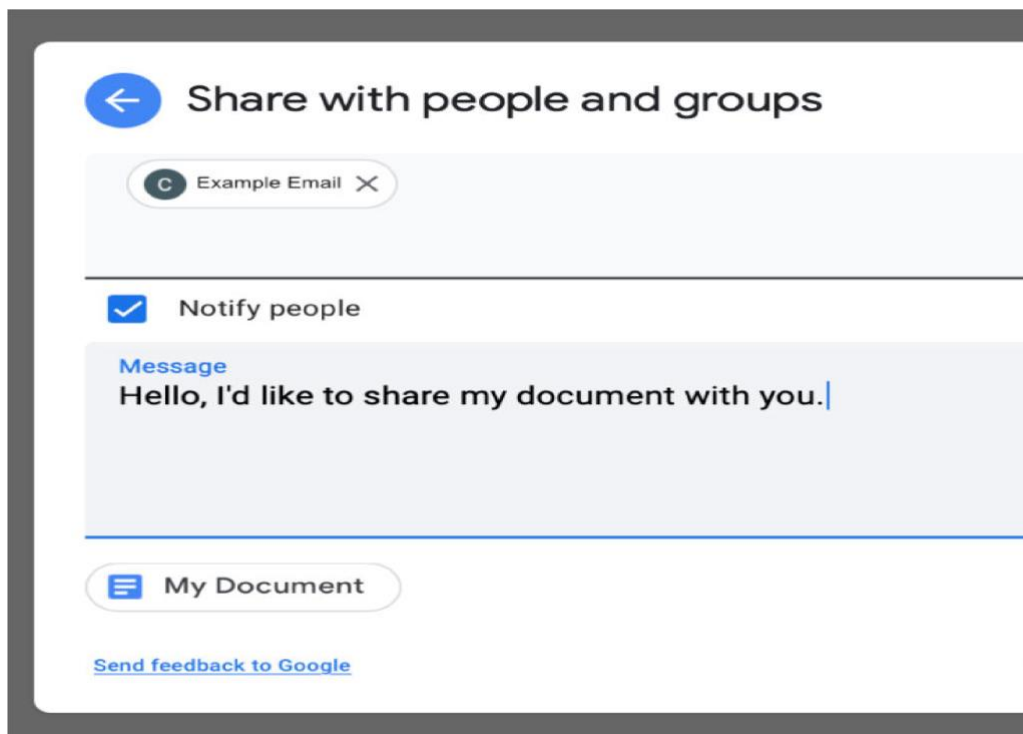 Share with people and groups
C Example Email
Notify people
Message
Hello, I'd like to share my document with you.
My Document
Send feedback to Google